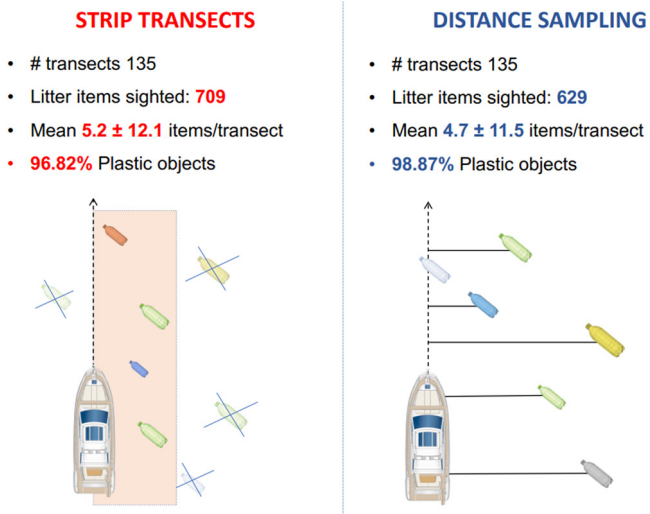 STRIP TRANSECTS
• # transects 135
• Litter items sighted: 709
• Mean 5.2 ± 12.1 items/transect
• 96.82% Plastic objects
DISTANCE SAMPLING
• # transects 135
• Litter items sighted: 629
• Mean 4.7 ± 11.5 items/transect
• 98.87% Plastic objects